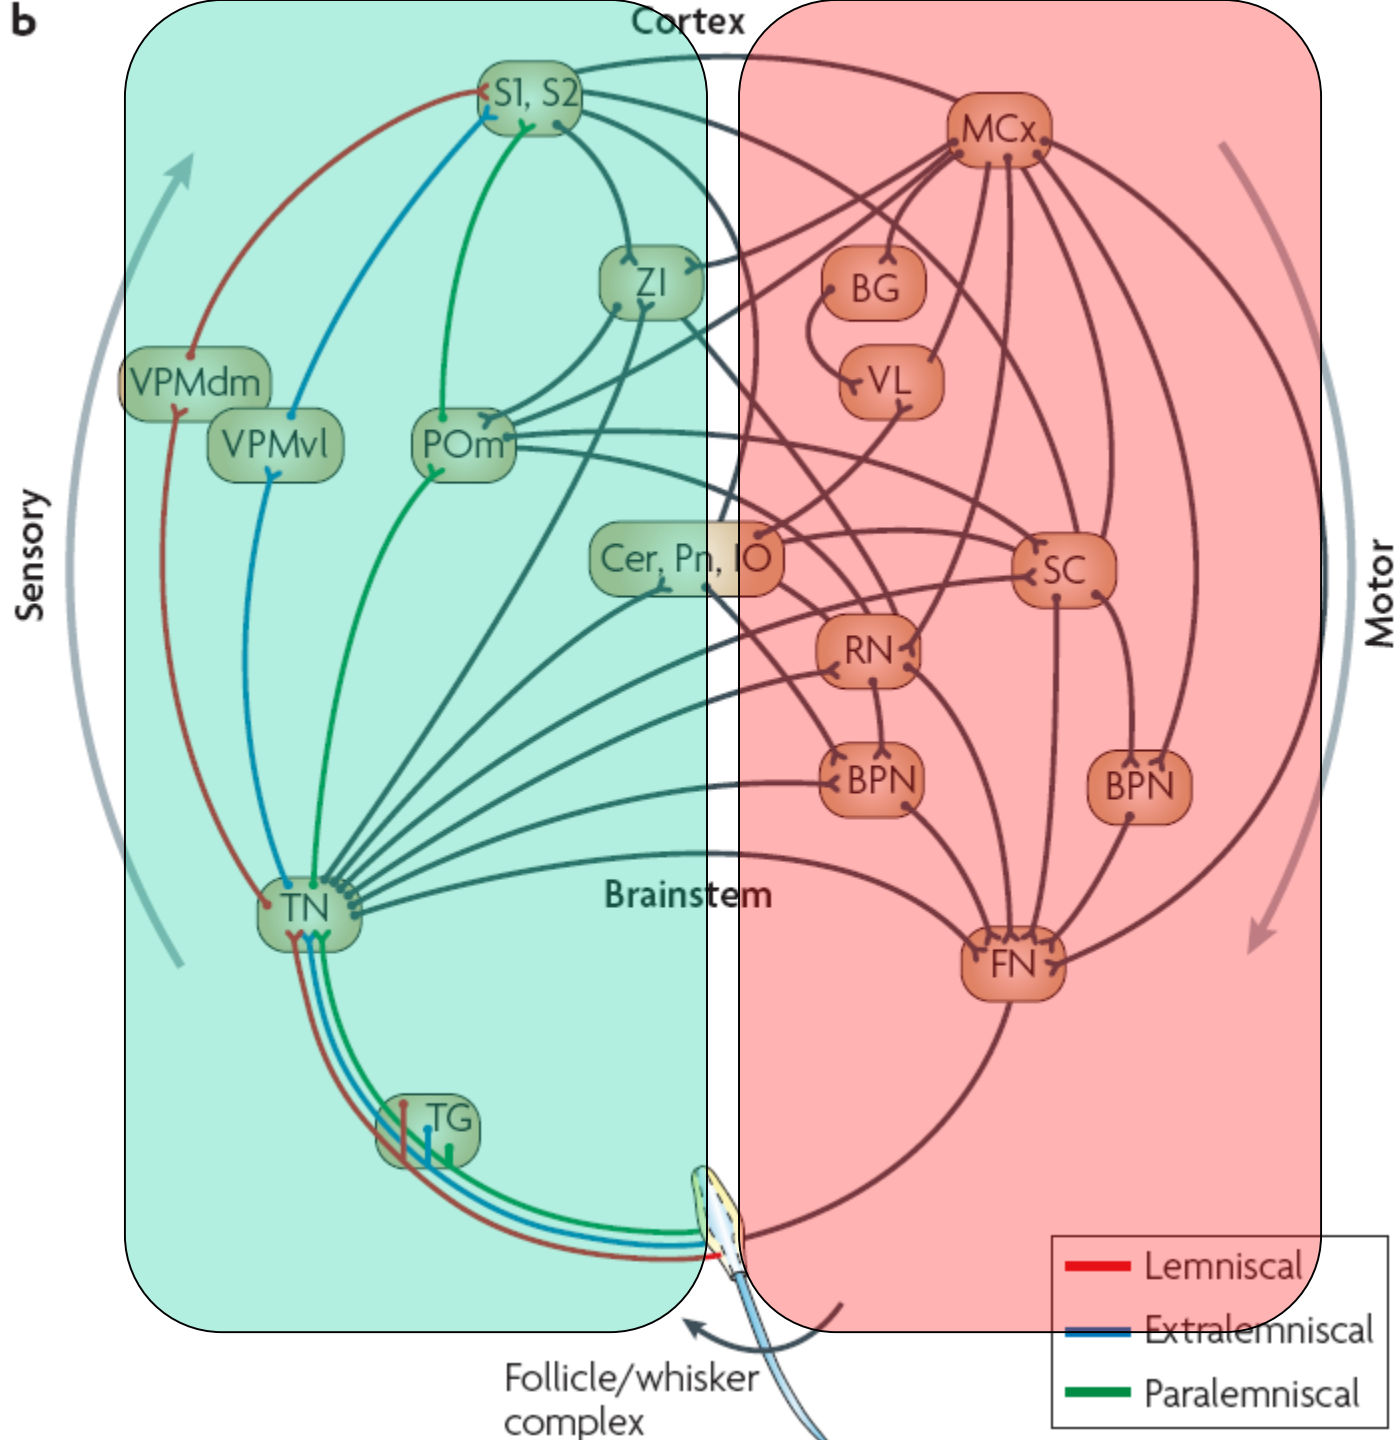 b
Cortex
S1, S2
MCx
ZI
BG
VPMdm
VL
VPMvl
POm
Sensory
Cer, Pn, IO
SC
Motor
RN
BPN
BPN
TN
Brainstem
FN
TG
Lemniscal
Extralemniscal
Paralemniscal
Follicle/whisker
complex